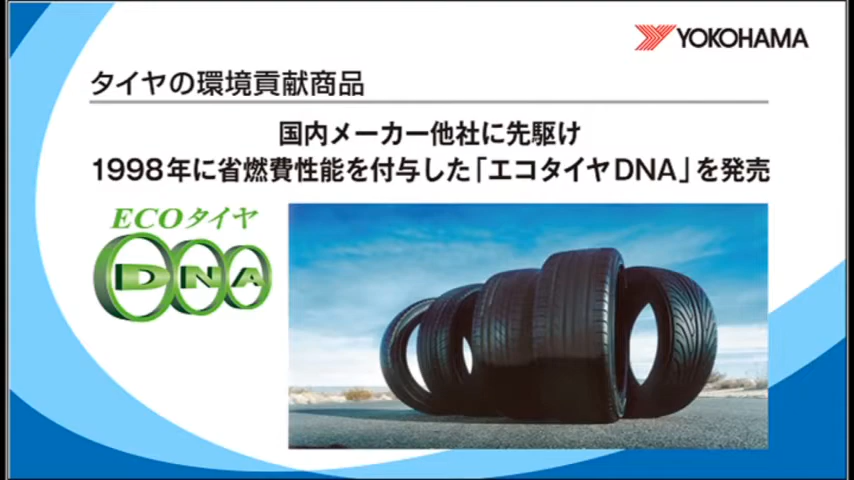 YOKOHAMA
タイヤの環境貢献商品
国内メーカー他社に先駆け
1998年に省燃費性能を付与した「エコタイヤDNA」を発売
ECOタイヤ
DNA